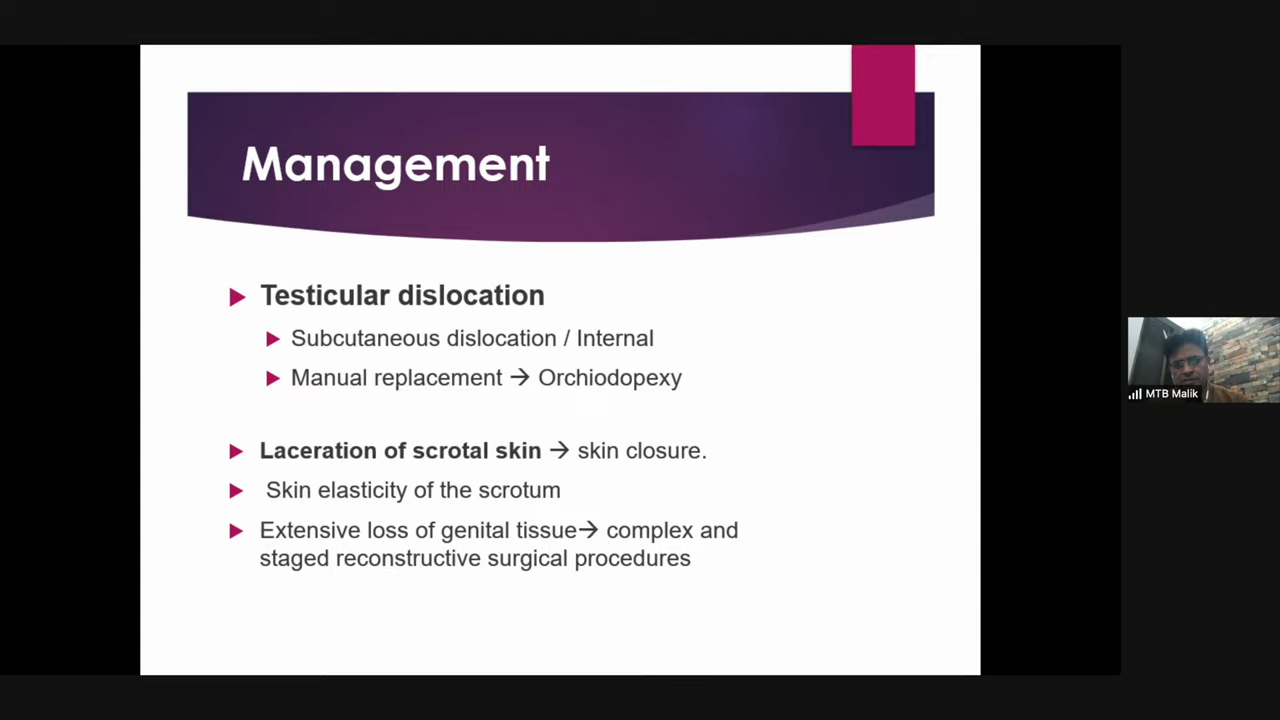 Management
Testicular dislocation
Subcutaneous dislocation / Internal
Manual replacement → Orchiodopexy
Laceration of scrotal skin → skin closure.
Skin elasticity of the scrotum
Extensive loss of genital tissue→ complex and
staged reconstructive surgical procedures
MTB Malik